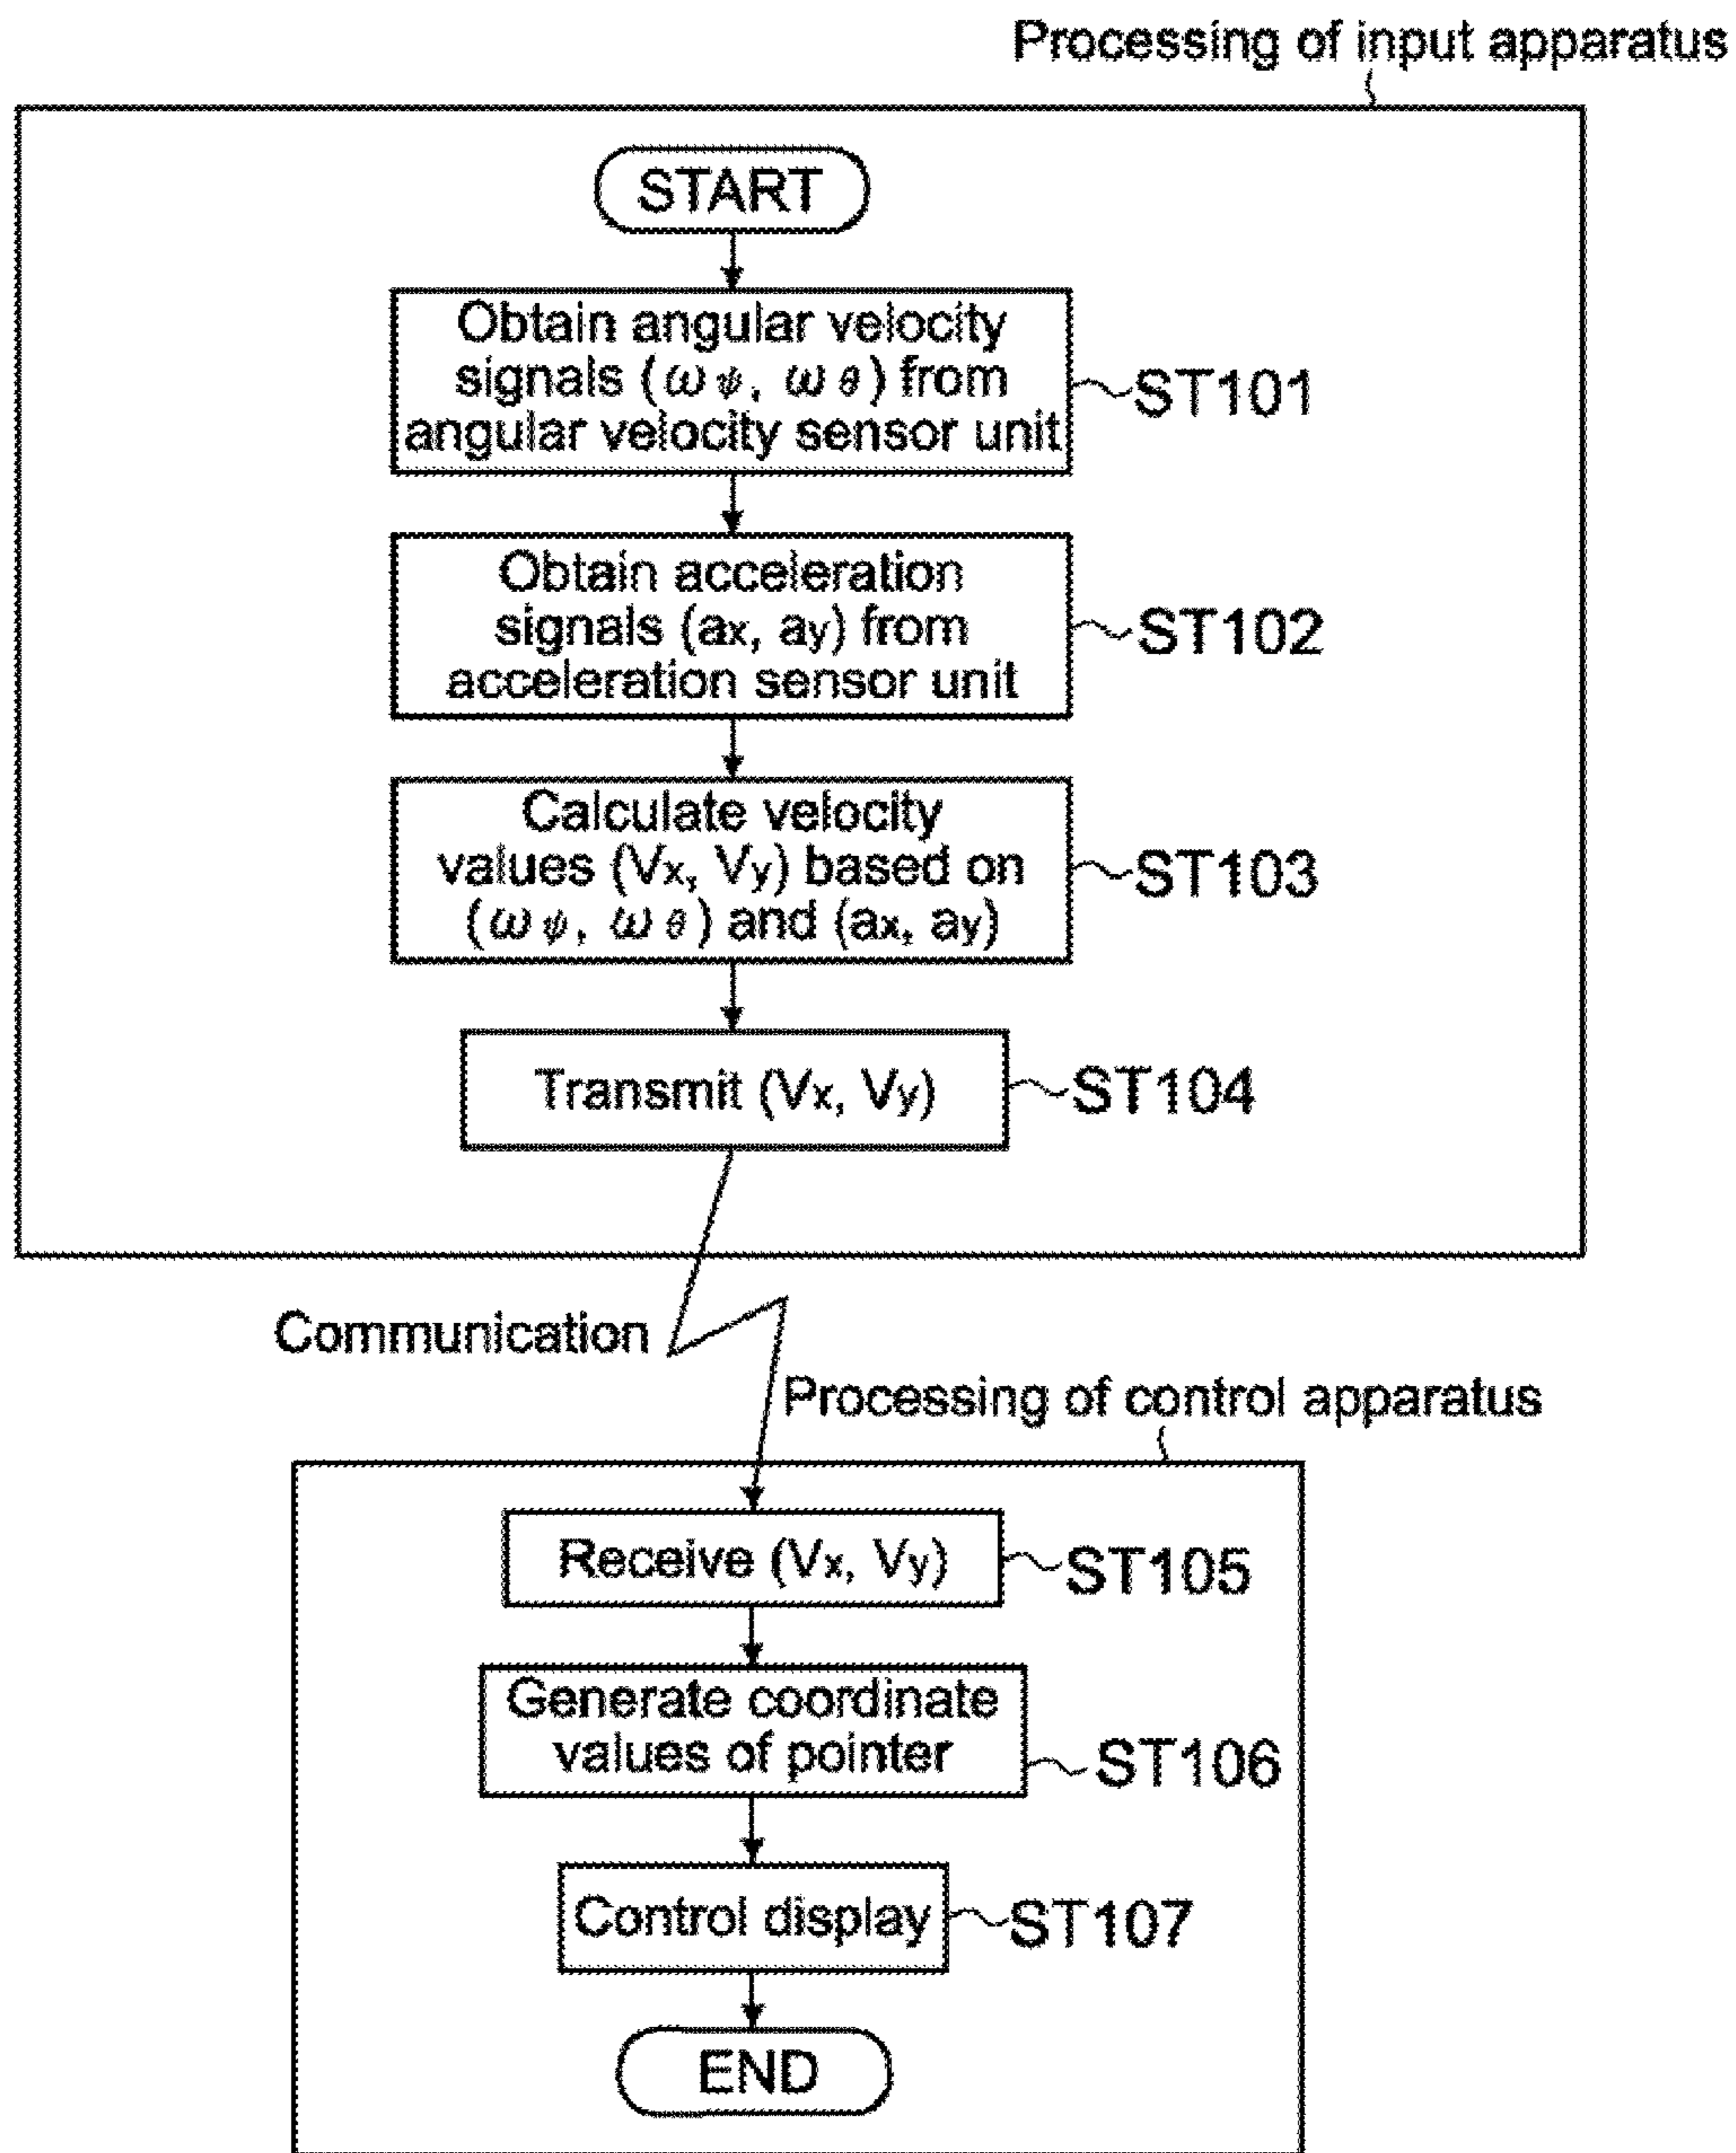 Processing of input apparatus
START
Obtain angular velocity
signals (ωψ, ωθ) from
angular velocity sensor unit
ST101
Obtain acceleration
signals (ax, ay) from
acceleration sensor unit
ST102
Calculate velocity
values (Vx, Vy) based on
(ωψ, ωθ) and (ax, ay)
ST103
Transmit (Vx, Vy)
ST104
Communication
Processing of control apparatus
Receive (Vx, Vy)
ST105
Generate coordinate
values of pointer
ST106
Control display
ST107
END